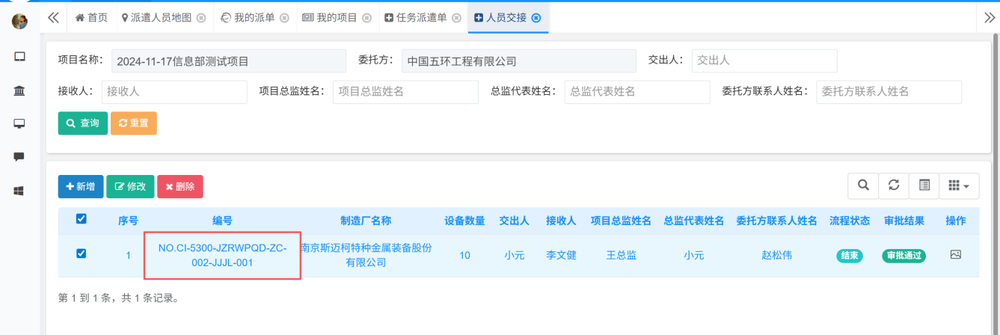 首页 派遣人员地图 我的派单 我的项目 任务派遣单 人员交接
项目名称： 2024-11-17信息部测试项目 委托方： 中国五环工程有限公司 交出人： 交出人
接收人： 接收人 项目总监姓名： 项目总监姓名 总监代表姓名： 总监代表姓名 委托方联系人姓名： 委托方联系人姓名
查询 重置
新增 修改 删除
序号 编号 制造厂名称 设备数量 交出人 接收人 项目总监姓名 总监代表姓名 委托方联系人姓名 流程状态 审批结果 操作
1 NO.CI-5300-JZRWPQD-ZC-002-JJJL-001 南京斯迈柯特种金属装备股份有限公司 10 小元 李文健 王总监 小元 赵松伟 结束 审批通过
第 1 到 1 条，共 1 条记录。